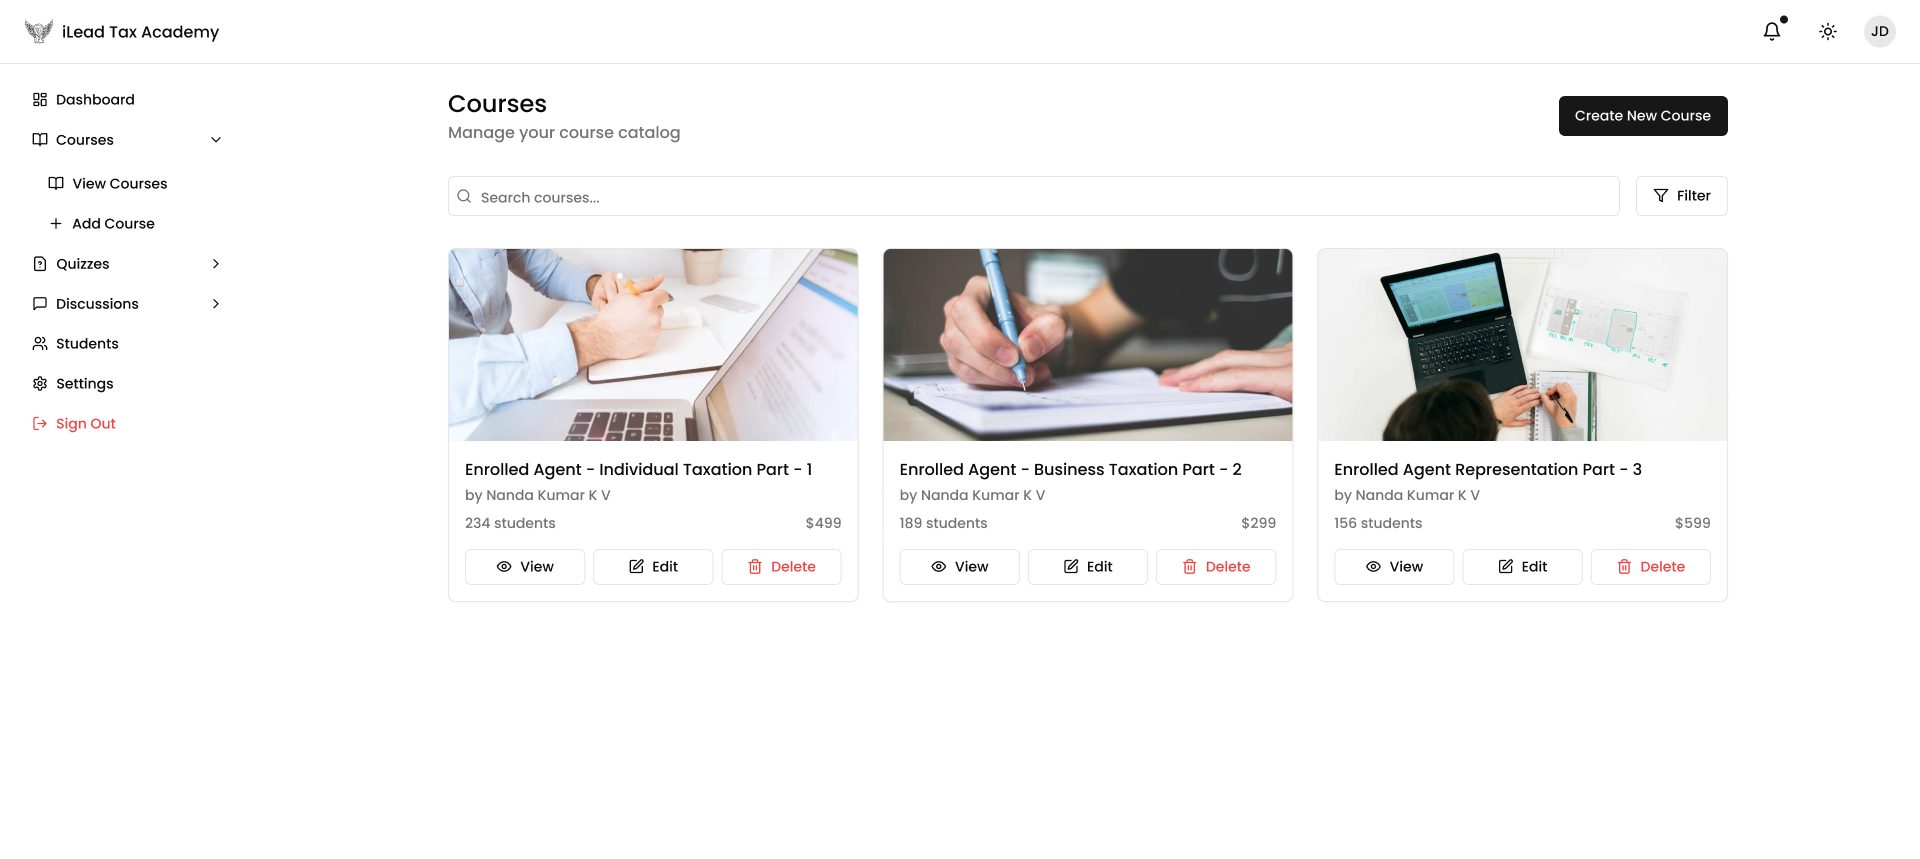 iLead Tax Academy
JD
Dashboard
Courses
View Courses
Add Course
Quizzes
Discussions
Students
Settings
Sign Out
Courses
Manage your course catalog
Create New Course
Search courses...
Filter
Enrolled Agent - Individual Taxation Part - 1
by Nanda Kumar K V
234 students
$499
View
Edit
Delete
Enrolled Agent - Business Taxation Part - 2
by Nanda Kumar K V
189 students
$299
View
Edit
Delete
Enrolled Agent Representation Part - 3
by Nanda Kumar K V
156 students
$599
View
Edit
Delete